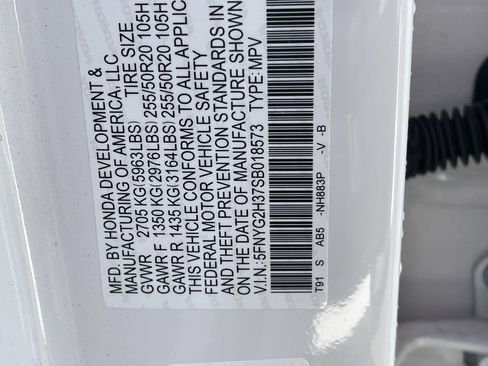 MFD. BY HONDA DEVELOPMENT &
MANUFACTURING OF AMERICA, LLC TIRE SIZE
GVWR 2705 KG(5963LBS)
GAWR F 1350 KG(2976LBS) 255/50R20 105H
GAWR R 1435 KG(3164LBS) 255/50R20 105H
THIS VEHICLE CONFORMS TO ALL APPLIC
FEDERAL MOTOR VEHICLE SAFETY
AND THEFT PREVENTION STANDARDS
ON THE DATE OF MANUFACTURE SHOWN
V.I.N.:5FNYG2H37SB018573 TYPE:MPV
T91 S AB5 -NH883P -V -B